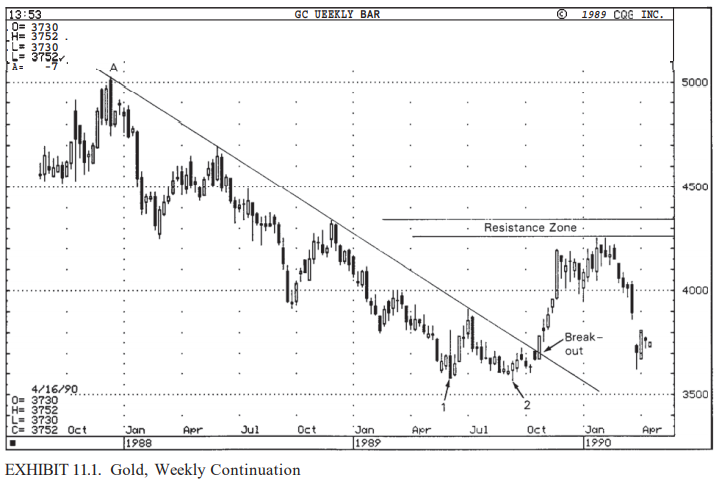 13:53 GC WEEKLY BAR © 1989 CQG INC.
O= 3730
H= 3752
L= 3730
L= 3752
A= -7
A
5000
4500
Resistance Zone
4000
Break-
out
3500
1
2
4/16/90
O= 3730
H= 3752
L= 3730
C= 3752
Oct Jan Apr Jul Oct Jan Apr Jul Oct Jan Apr
1988 1989 1990
EXHIBIT 11.1. Gold, Weekly Continuation